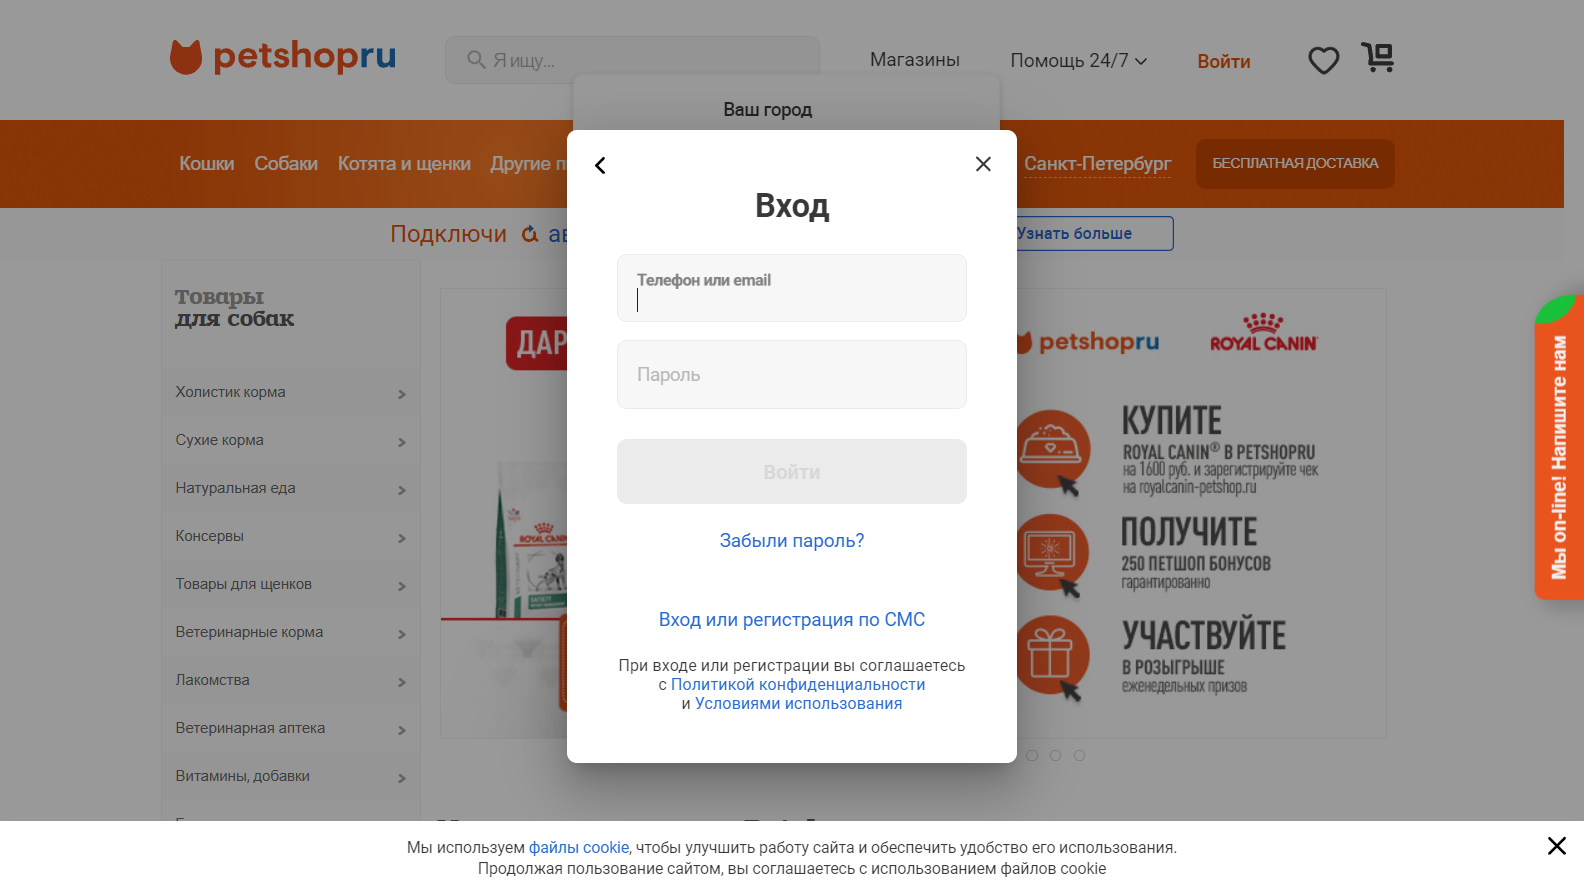 petshopru
Я ищу...
Магазины
Помощь 24/7
Войти
Ваш город
Кошки
Собаки
Котята и щенки
Другие
Санкт-Петербург
БЕСПЛАТНАЯ ДОСТАВКА
Подключи
Узнать больше
Товары
для собак
Холистик корма
Сухие корма
Натуральная еда
Консервы
Товары для щенков
Ветеринарные корма
Лакомства
Ветеринарная аптека
Витамины, добавки
Вход
Телефон или email
Пароль
Войти
Забыли пароль?
Вход или регистрация по СМС
При входе или регистрации вы соглашаетесь
с Политикой конфиденциальности
и Условиями использования
ДАР
ROYAL CANIN
SATIETY
petshopru
ROYAL CANIN
КУПИТЕ
ROYAL CANIN® В PETSHOPRU
на 1600 руб. и зарегистрируйте чек
на royalcanin-petshop.ru
ПОЛУЧИТЕ
250 ПЕТШОП БОНУСОВ
гарантированно
УЧАСТВУЙТЕ
В РОЗЫГРЫШЕ
еженедельных призов
Мы on-line! Напишите нам
Мы используем файлы cookie, чтобы улучшить работу сайта и обеспечить удобство его использования.
Продолжая пользование сайтом, вы соглашаетесь с использованием файлов cookie